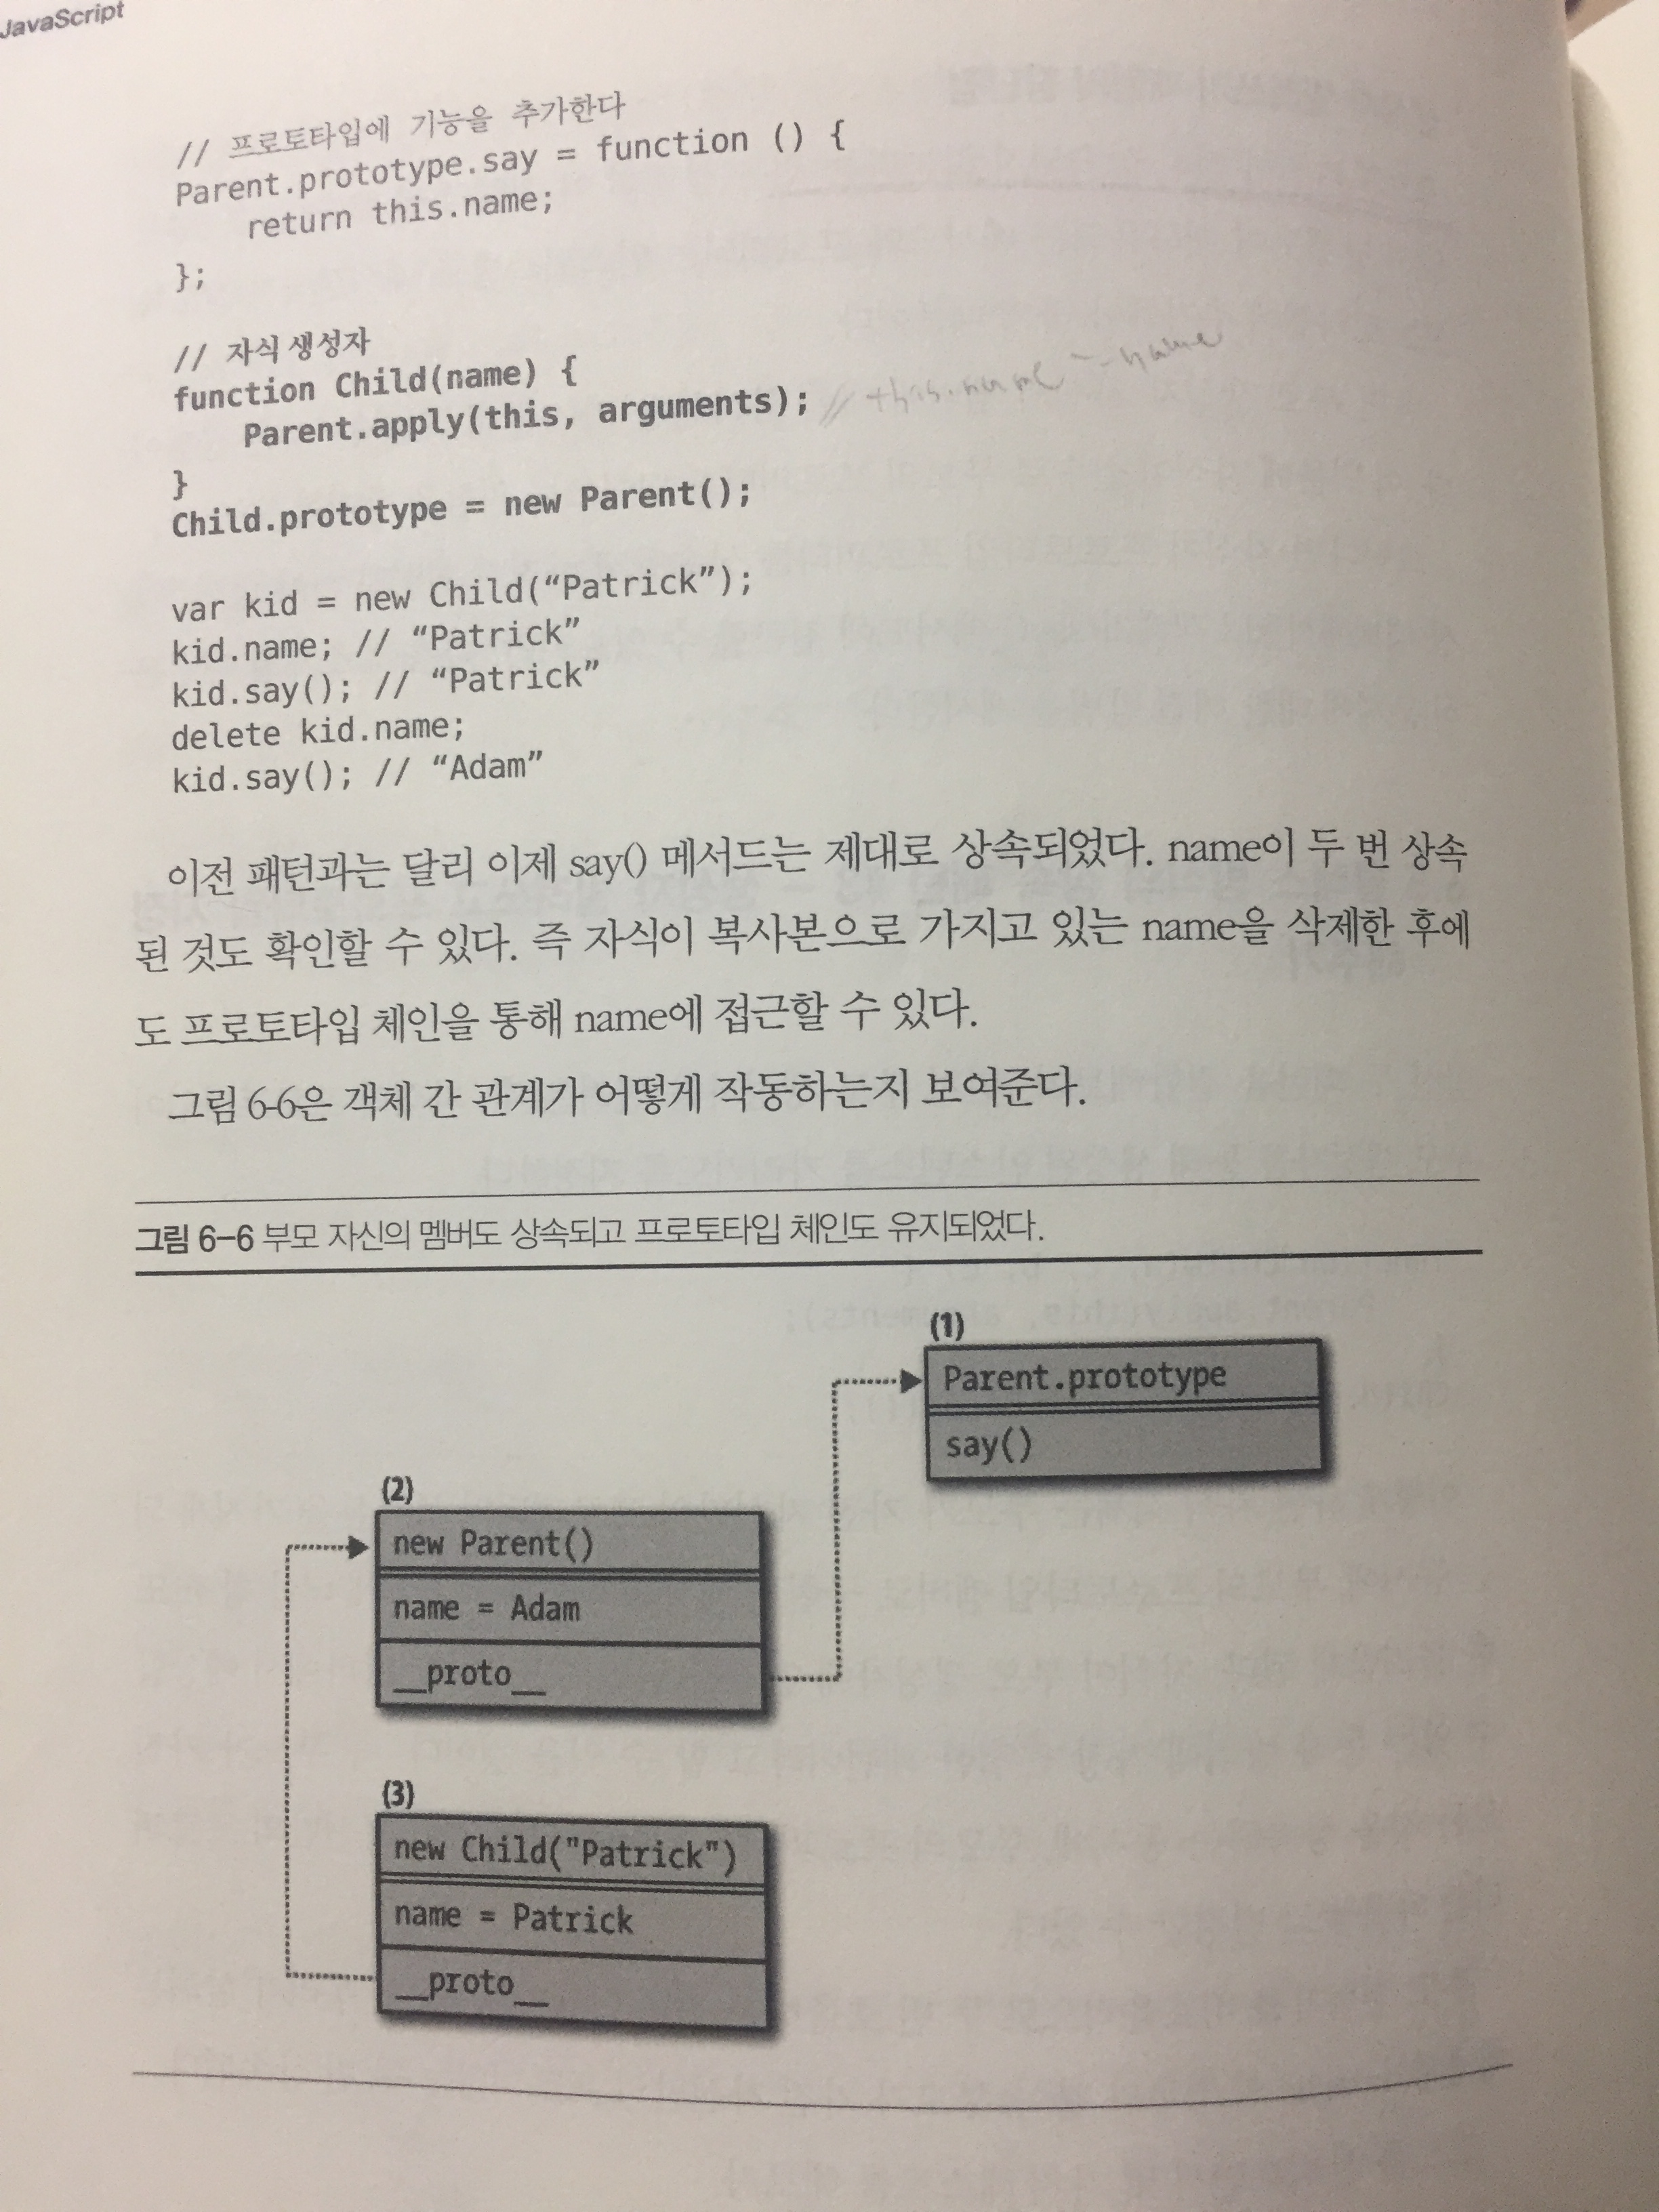 JavaScript
// 프로토타입에 기능을 추가한다
Parent.prototype.say = function () {
return this.name;
};
// 자식 생성자
function Child(name) {
Parent.apply(this, arguments); // this.name = name
}
Child.prototype = new Parent();
var kid = new Child(“Patrick”);
kid.name; // “Patrick”
kid.say(); // “Patrick”
delete kid.name;
kid.say(); // “Adam”
이전 패턴과는 달리 이제 say() 메서드는 제대로 상속되었다. name이 두 번 상속
된 것도 확인할 수 있다. 즉 자식이 복사본으로 가지고 있는 name을 삭제한 후에
도 프로토타입 체인을 통해 name에 접근할 수 있다.
그림 6-6은 객체 간 관계가 어떻게 작동하는지 보여준다.
그림 6-6 부모 자신의 멤버도 상속되고 프로토타입 체인도 유지되었다.
(1)
Parent.prototype
say()
(2)
new Parent()
name = Adam
__proto__
(3)
new Child("Patrick")
name = Patrick
__proto__